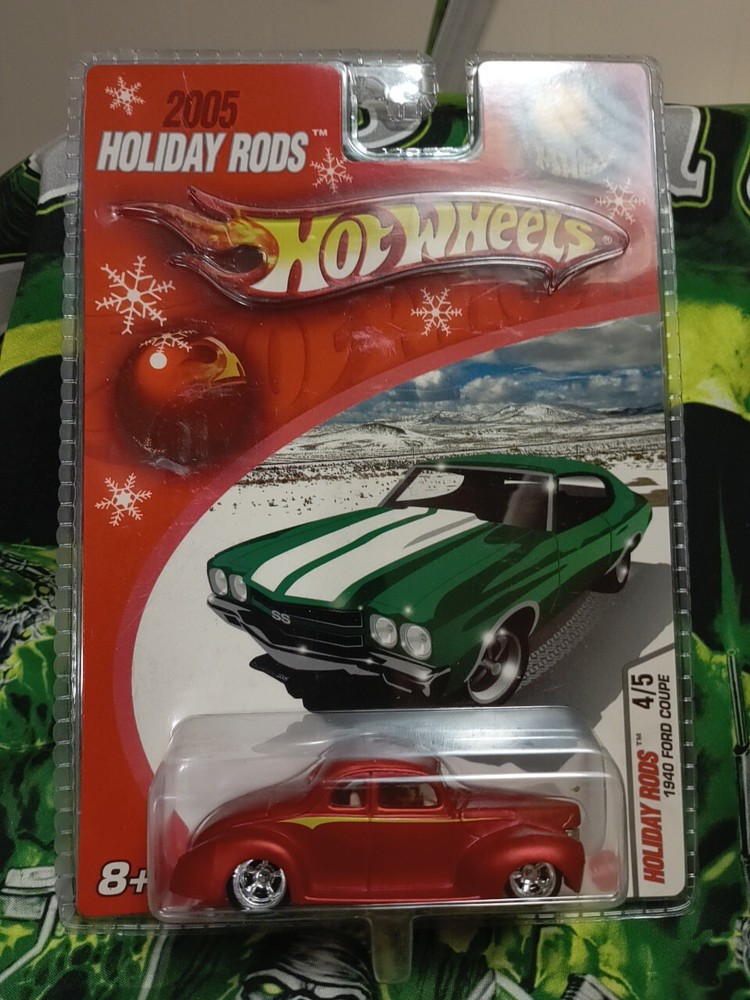 2005
HOLIDAY RODS™
HOT WHEELS®
SS
8+
HOLIDAY RODS™ 4/5
1940 FORD COUPE